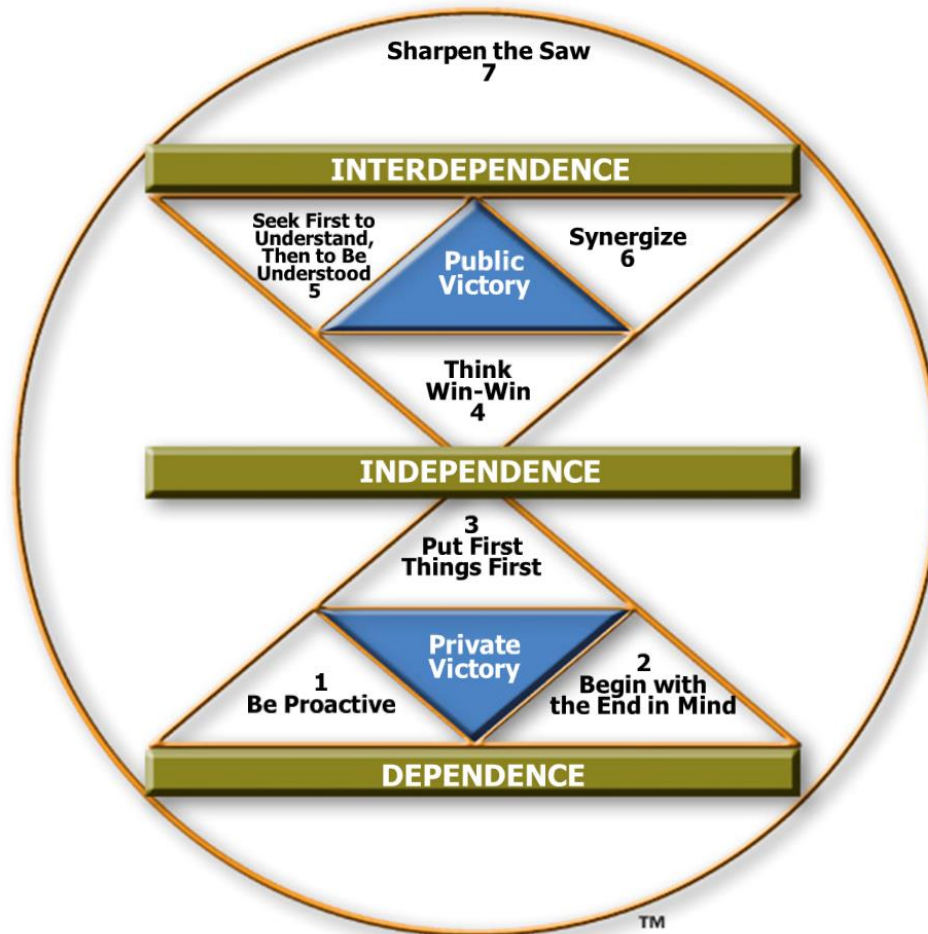 Sharpen the Saw
7
INTERDEPENDENCE
Seek First to
Understand,
Then to Be
Understood
5
Public
Victory
Synergize
6
Think
Win-Win
4
INDEPENDENCE
3
Put First
Things First
Private
Victory
1
Be Proactive
2
Begin with
the End in Mind
DEPENDENCE
TM